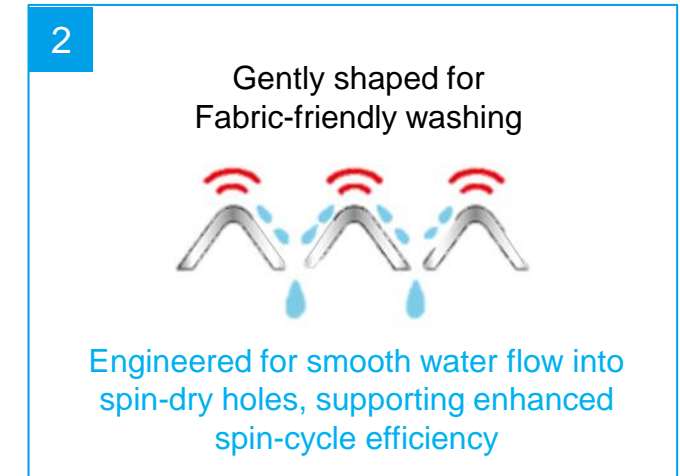 2
Gently shaped for
Fabric-friendly washing
Engineered for smooth water flow into
spin-dry holes, supporting enhanced
spin-cycle efficiency